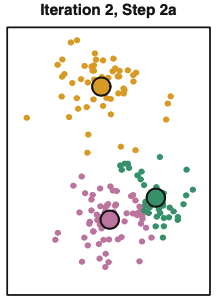 Iteration 2, Step 2a